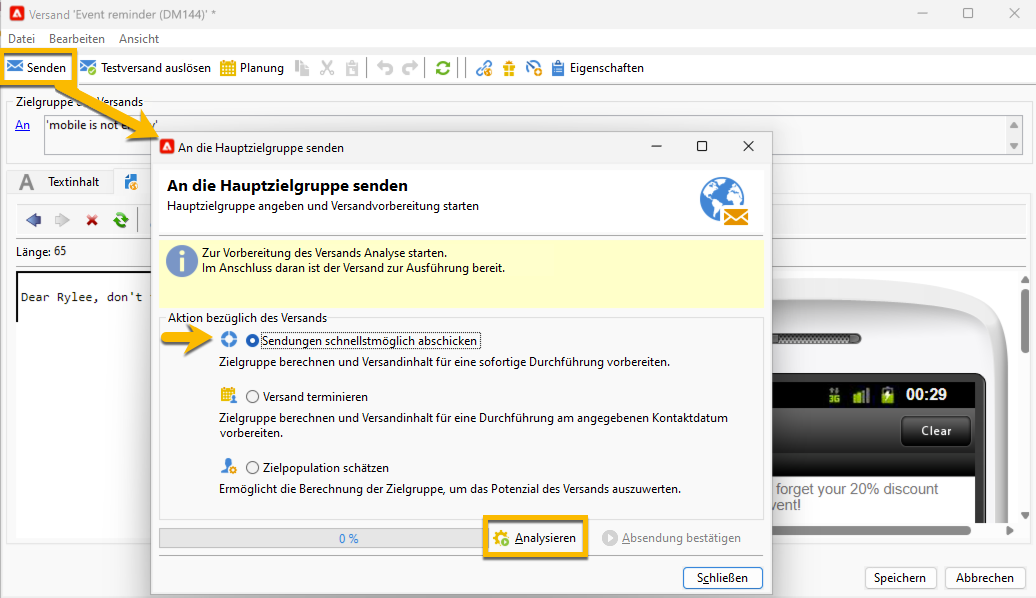 Versand 'Event reminder (DM144)' *
Datei Bearbeiten Ansicht
Senden Testversand auslösen Planung Eigenschaften
Zielgruppe Versands
An 'mobile is not
An die Hauptzielgruppe senden
An die Hauptzielgruppe senden
Hauptzielgruppe angeben und Versandvorbereitung starten
Textinhalt
Länge: 65
Zur Vorbereitung des Versands Analyse starten.
Im Anschluss daran ist der Versand zur Ausführung bereit.
Dear Rylee, don't
Aktion bezüglich des Versands
Sendungen schnellstmöglich abschicken
Zielgruppe berechnen und Versandinhalt für eine sofortige Durchführung vorbereiten.
Versand terminieren
Zielgruppe berechnen und Versandinhalt für eine Durchführung am angegebenen Kontaktdatum
vorbereiten.
Zielpopulation schätzen
Ermöglicht die Berechnung der Zielgruppe, um das Potenzial des Versands auszuwerten.
3G 00:29
Clear
forget your 20% discount
vent!
0 % Analysieren Absendung bestätigen
Schließen
Speichern Abbrechen